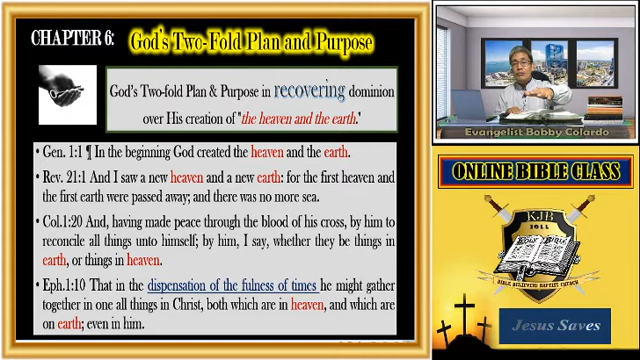 CHAPTER 6: God's Two-Fold Plan and Purpose
God's Two-fold Plan & Purpose in recovering dominion
over His creation of "the heaven and the earth."
• Gen. 1:1 ¶ In the beginning God created the heaven and the earth.
• Rev. 21:1 And I saw a new heaven and a new earth: for the first heaven and
the first earth were passed away; and there was no more sea.
• Col.1:20 And, having made peace through the blood of his cross, by him to
reconcile all things unto himself; by him, I say, whether they be things in
earth, or things in heaven.
• Eph.1:10 That in the dispensation of the fulness of times he might gather
together in one all things in Christ, both which are in heaven, and which are
on earth; even in him.
Evangelist Bobby Colardo
ONLINE BIBLE CLASS
KJB
1611
HOLY BIBLE
BIBLE BELIEVERS BAPTIST CHURCH
Jesus Saves